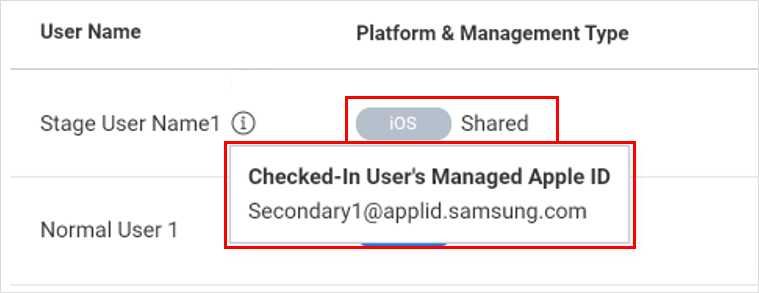 User Name Platform & Management Type
Stage User Name1 iOS Shared
Checked-In User's Managed Apple ID
Secondary1@applid.samsung.com
Normal User 1